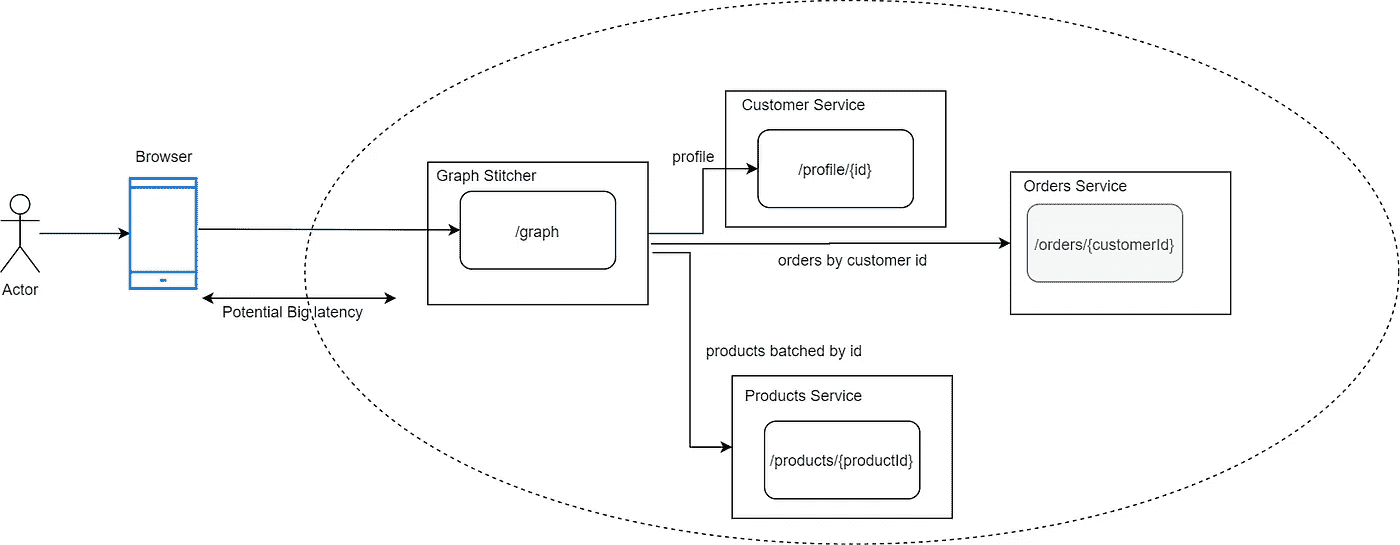 Customer Service
/profile/{id}
profile
Browser
Graph Stitcher
/graph
Orders Service
/orders/{customerId}
orders by customer id
Actor
Potential Big latency
products batched by id
Products Service
/products/{productId}